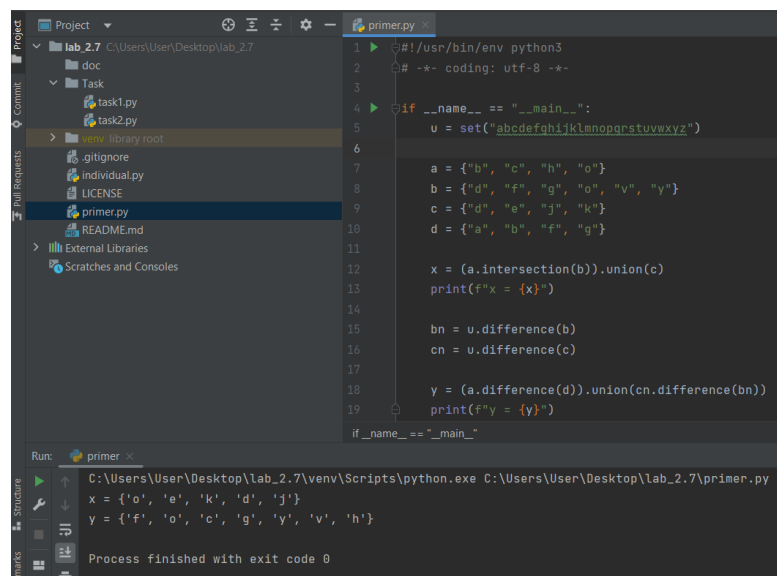 Project
primer.py
Project
lab_2.7 C:\Users\User\Desktop\lab_2.7
doc
Task
task1.py
task2.py
venv library root
.gitignore
individual.py
LICENSE
primer.py
README.md
External Libraries
Scratches and Consoles
Commit
Pull Requests
1 #!/usr/bin/env python3
2 # -*- coding: utf-8 -*-
3
4 if __name__ == "__main__":
5 u = set("abcdefghijklmnopqrstuvwxyz")
6
7 a = {"b", "c", "h", "o"}
8 b = {"d", "f", "g", "o", "v", "y"}
9 c = {"d", "e", "j", "k"}
10 d = {"a", "b", "f", "g"}
11
12 x = (a.intersection(b)).union(c)
13 print(f"x = {x}")
14
15 bn = u.difference(b)
16 cn = u.difference(c)
17
18 y = (a.difference(d)).union(cn.difference(bn))
19 print(f"y = {y}")
if __name__ == "__main__"
Run: primer
C:\Users\User\Desktop\lab_2.7\venv\Scripts\python.exe C:\Users\User\Desktop\lab_2.7\primer.py
x = {'o', 'e', 'k', 'd', 'j'}
y = {'f', 'o', 'c', 'g', 'y', 'v', 'h'}
Process finished with exit code 0
Structure